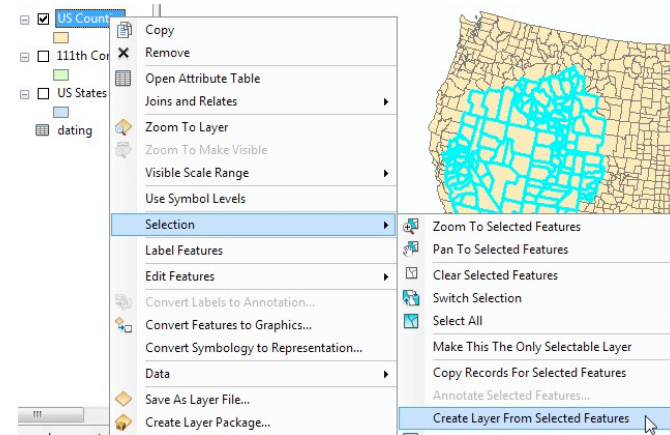 US Count
111th Cor
US States
dating
Copy
Remove
Open Attribute Table
Joins and Relates
Zoom To Layer
Zoom To Make Visible
Visible Scale Range
Use Symbol Levels
Selection
Label Features
Edit Features
Convert Labels to Annotation...
Convert Features to Graphics...
Convert Symbology to Representation...
Data
Save As Layer File...
Create Layer Package...
Zoom To Selected Features
Pan To Selected Features
Clear Selected Features
Switch Selection
Select All
Make This The Only Selectable Layer
Copy Records For Selected Features
Annotate Selected Features...
Create Layer From Selected Features